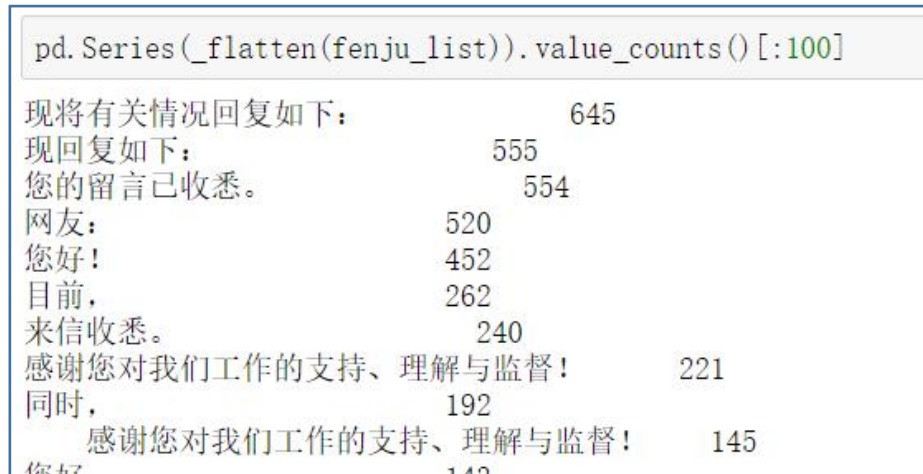 pd.Series(_flatten(fenju_list)).value_counts()[:100]
现将有关情况回复如下： 645
现回复如下： 555
您的留言已收悉。 554
网友： 520
您好！ 452
目前， 262
来信收悉。 240
感谢您对我们工作的支持、理解与监督！ 221
同时， 192
感谢您对我们工作的支持、理解与监督！ 145